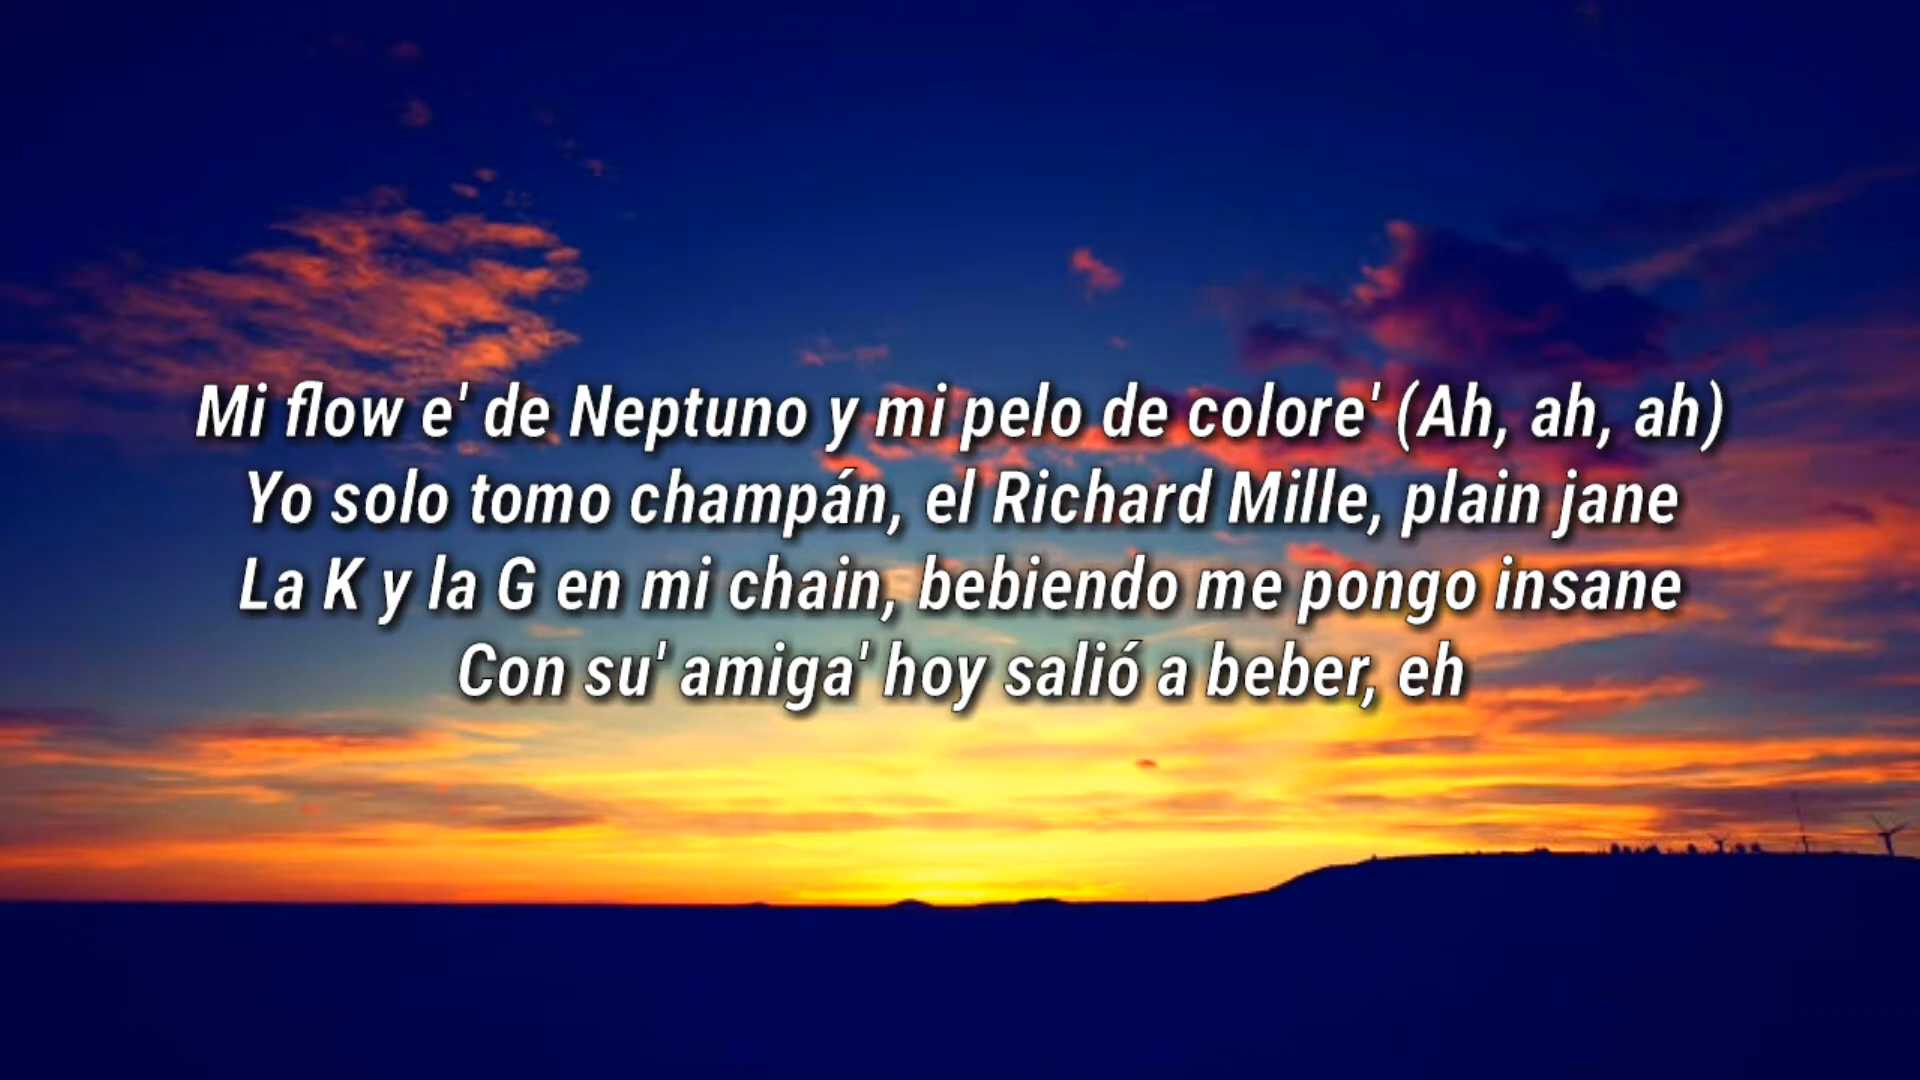 Mi flow e' de Neptuno y mi pelo de colore' (Ah, ah, ah)
Yo solo tomo champán, el Richard Mille, plain jane
La K y la G en mi chain, bebiendo me pongo insane
Con su' amiga' hoy salió a beber, eh